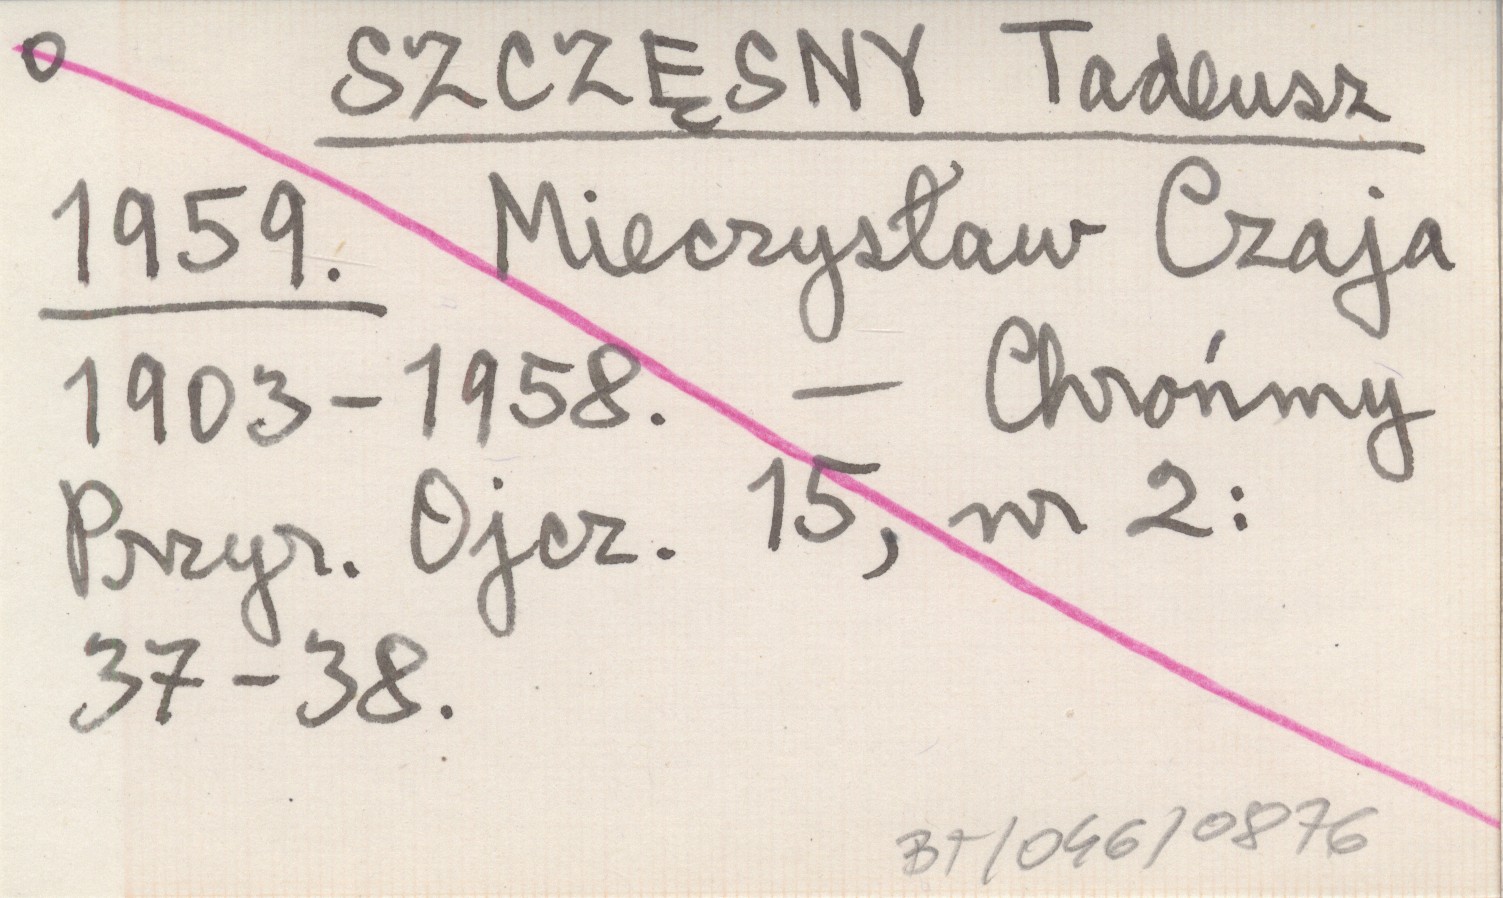 O SZCZĘSNY Tadeusz
1959. Mieczysław Czaja
1903-1958. — Chrońmy
Przyr. Ojcz. 15, nr 2:
37-38.
BT/046/0876